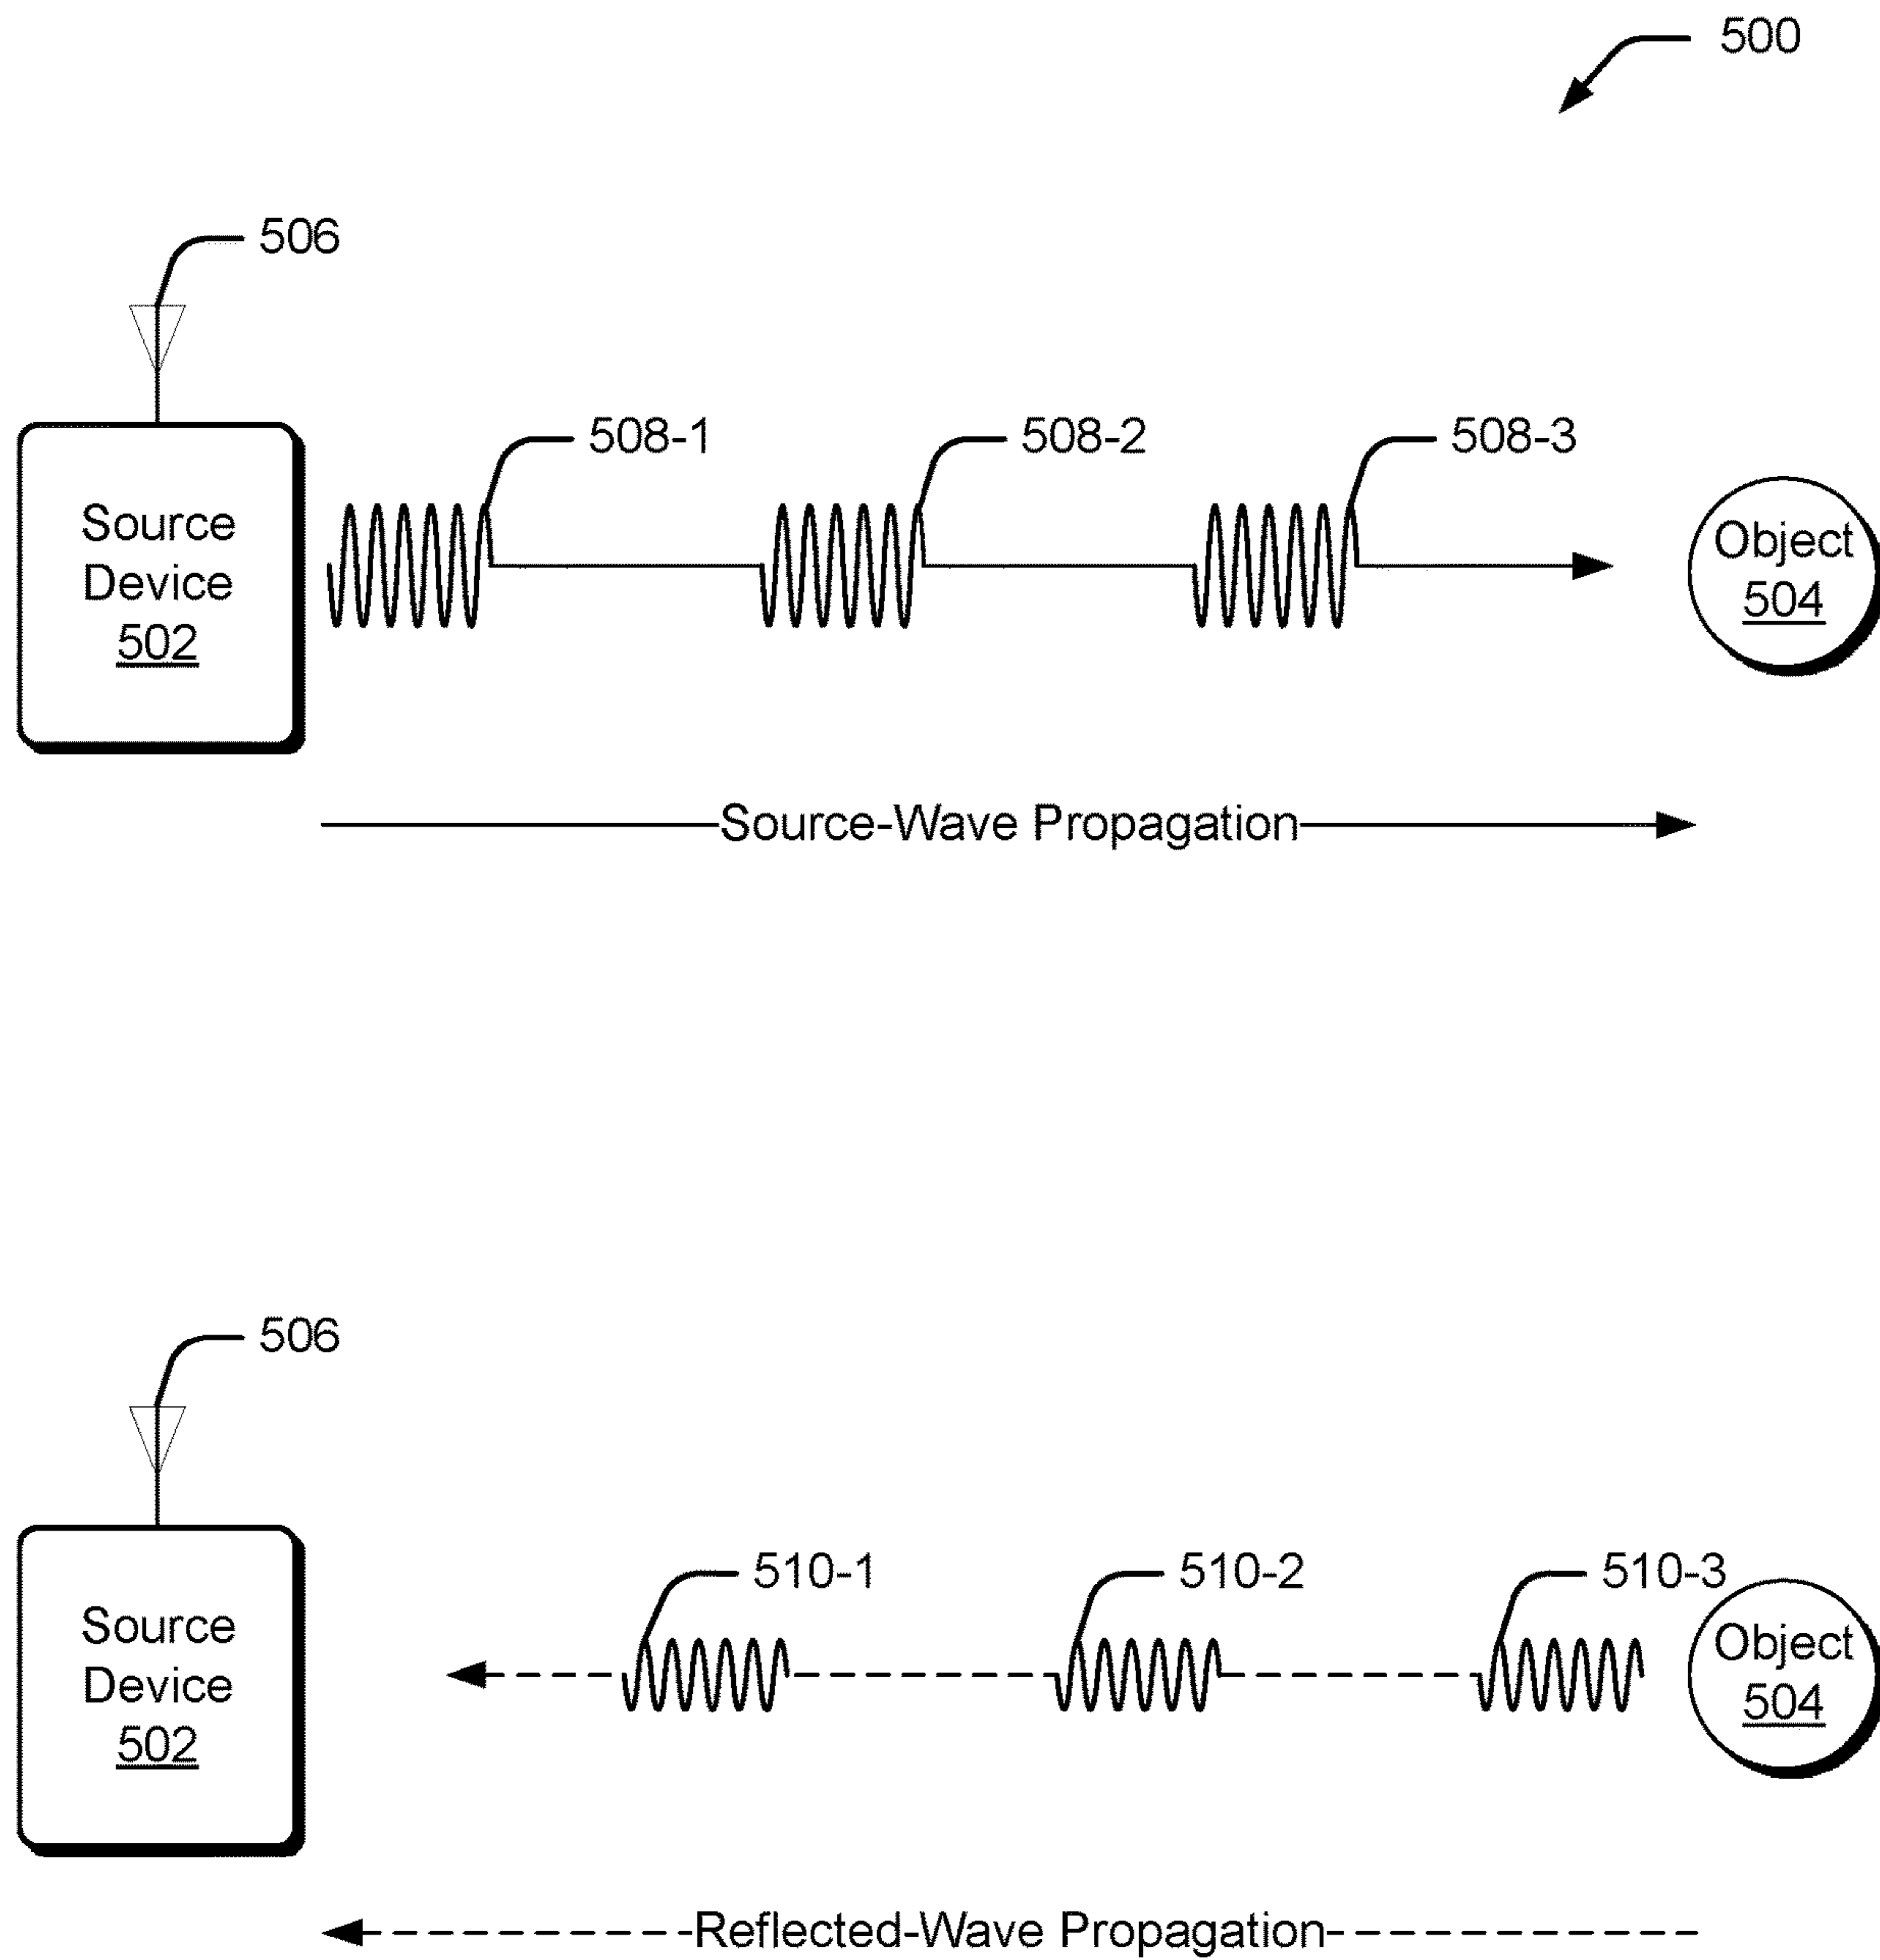 500
506
508-1 508-2 508-3
Source
Device
502
Object
504
Source-Wave Propagation
506
510-1 510-2 510-3
Source
Device
502
Object
504
Reflected-Wave Propagation